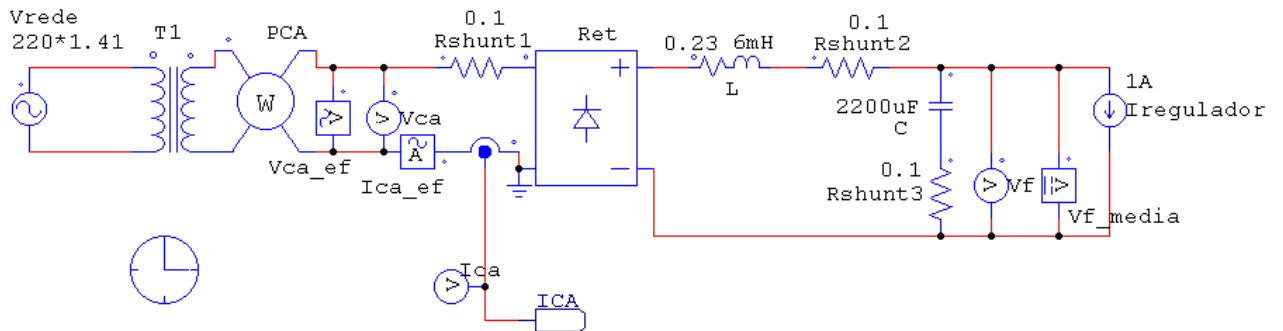 Vrede
220*1.41
T1
PCA
W
V
Vca_ef
V
Vca
A
Ica_ef
0.1
Rshunt1
Ret
+
−
0.23
6mH
L
0.1
Rshunt2
2200uF
C
0.1
Rshunt3
V
Vf
V
Vf_media
1A
Iregulador
V
Ica
ICA